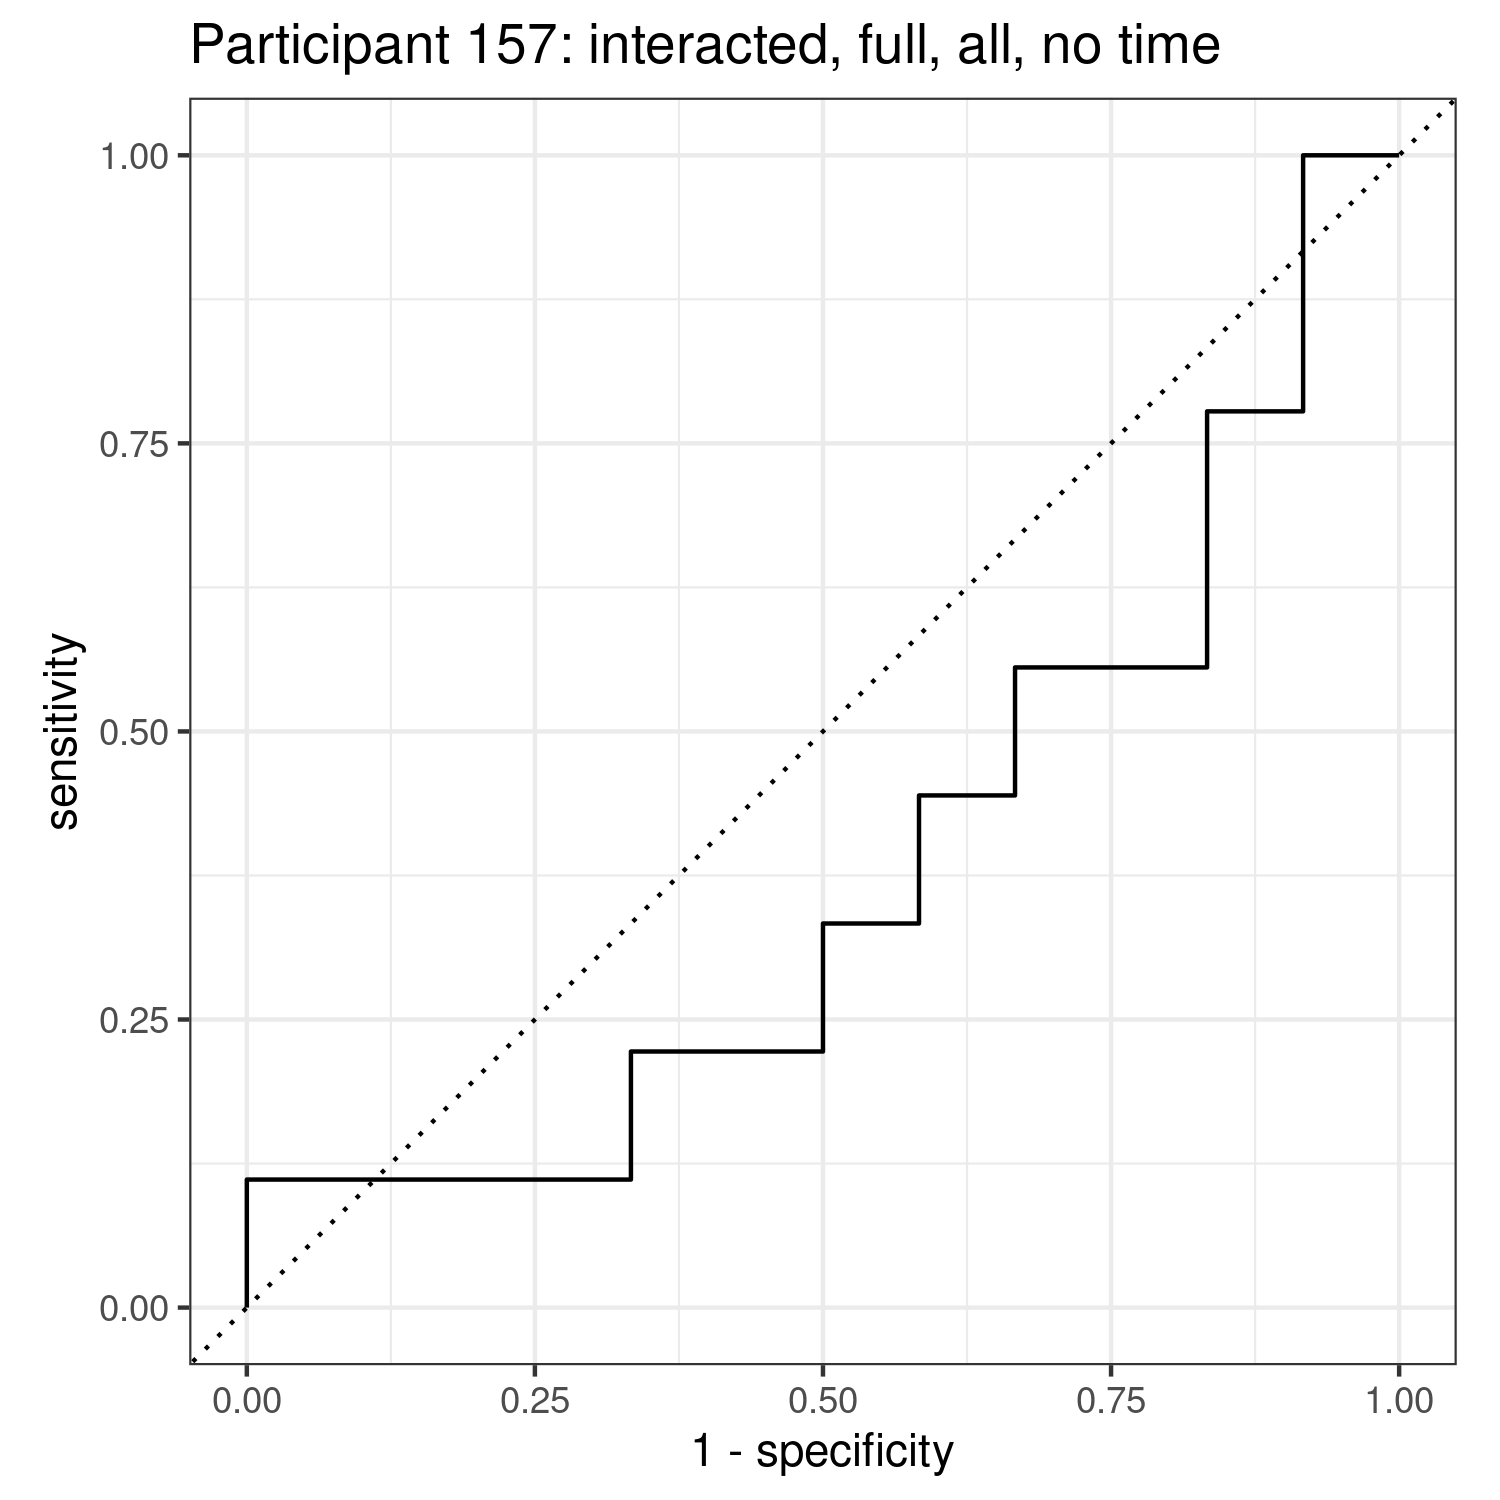 Participant 157: interacted, full, all, no time
1.00
0.75
0.50
0.25
0.00
sensitivity
0.00 0.25 0.50 0.75 1.00
1 - specificity